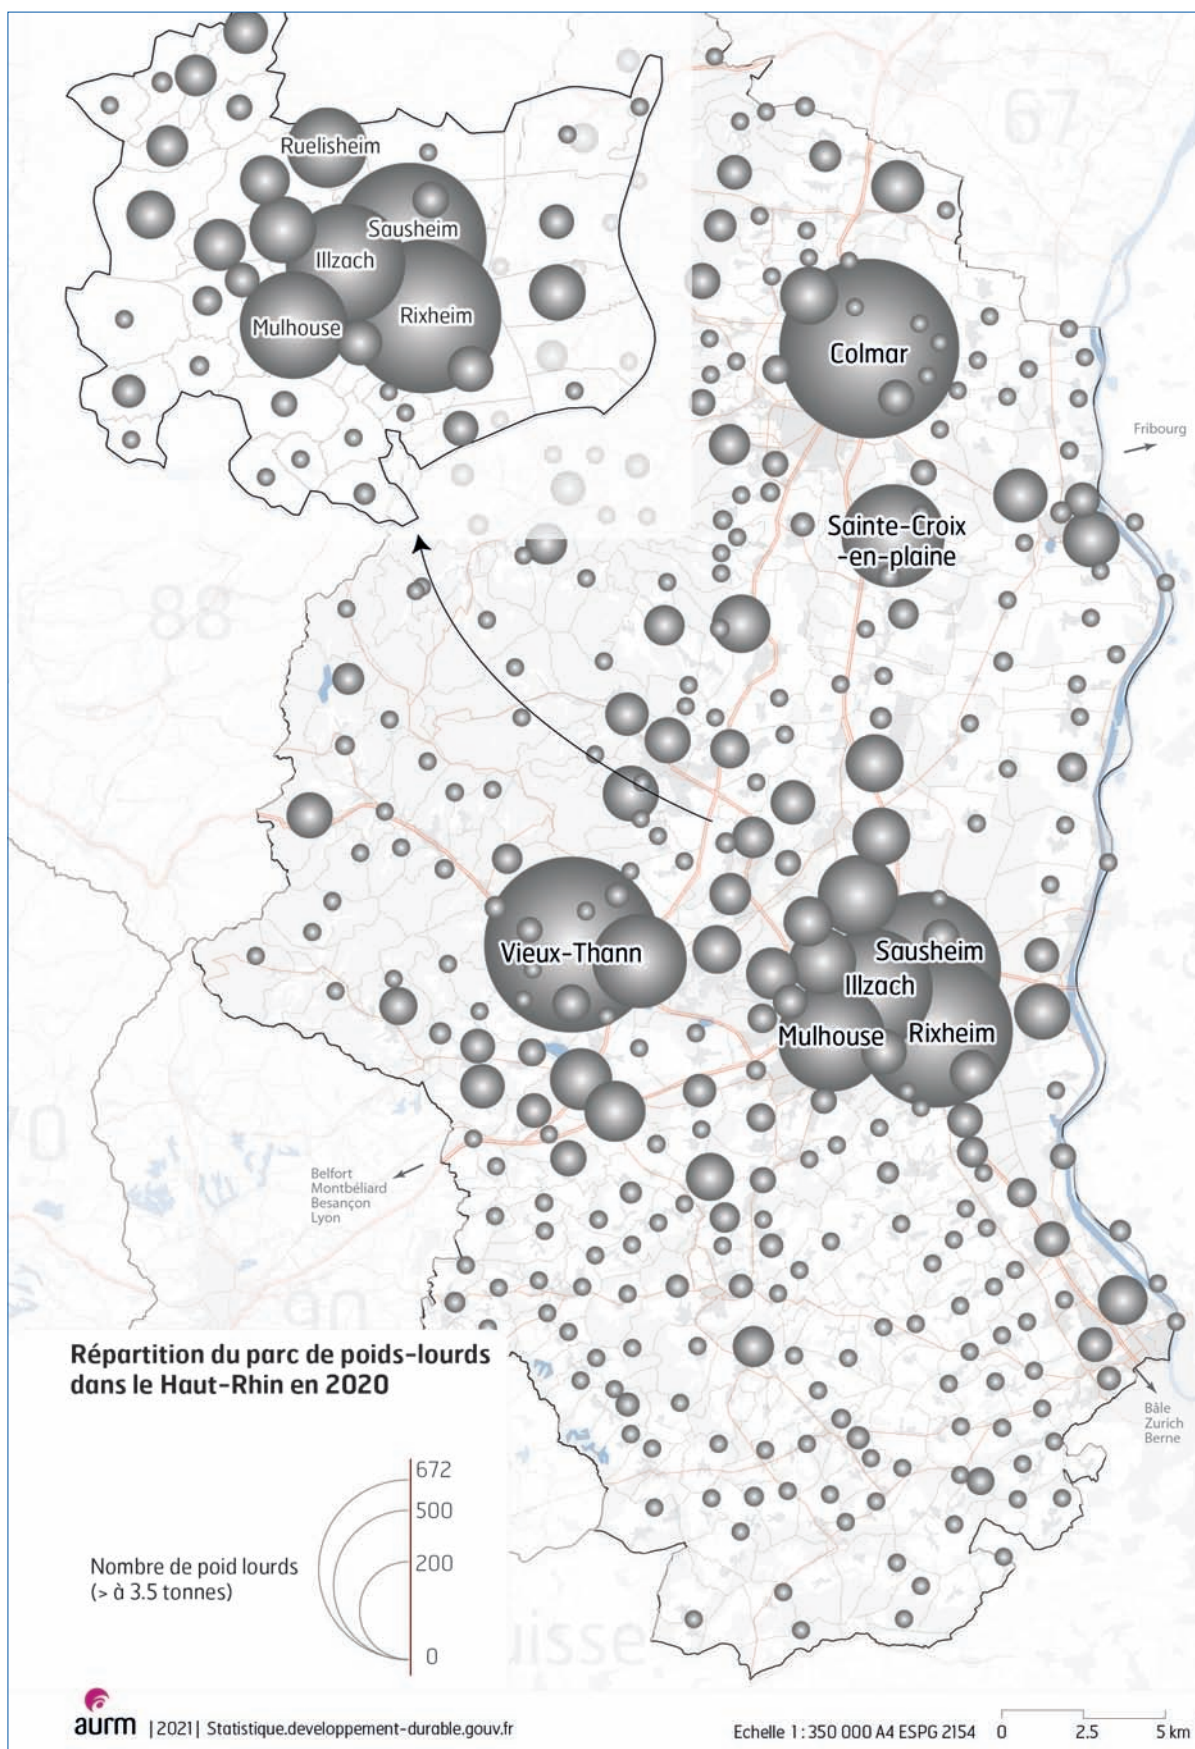 67
Ruelisheim
Sausheim
Illzach
Rixheim
Mulhouse
Colmar
Fribourg
Sainte-Croix
-en-plaine
88
Vieux-Thann
Sausheim
Illzach
Mulhouse
Rixheim
Belfort
Montbéliard
Besançon
Lyon
90
Répartition du parc de poids-lourds
dans le Haut-Rhin en 2020
Bâle
Zurich
Berne
672
500
200
0
Nombre de poid lourds
(> à 3.5 tonnes)
uisse
aurm | 2021 | Statistique.developpement-durable.gouv.fr
Echelle 1 : 350 000 A4 ESPG 2154 0 2.5 5 km